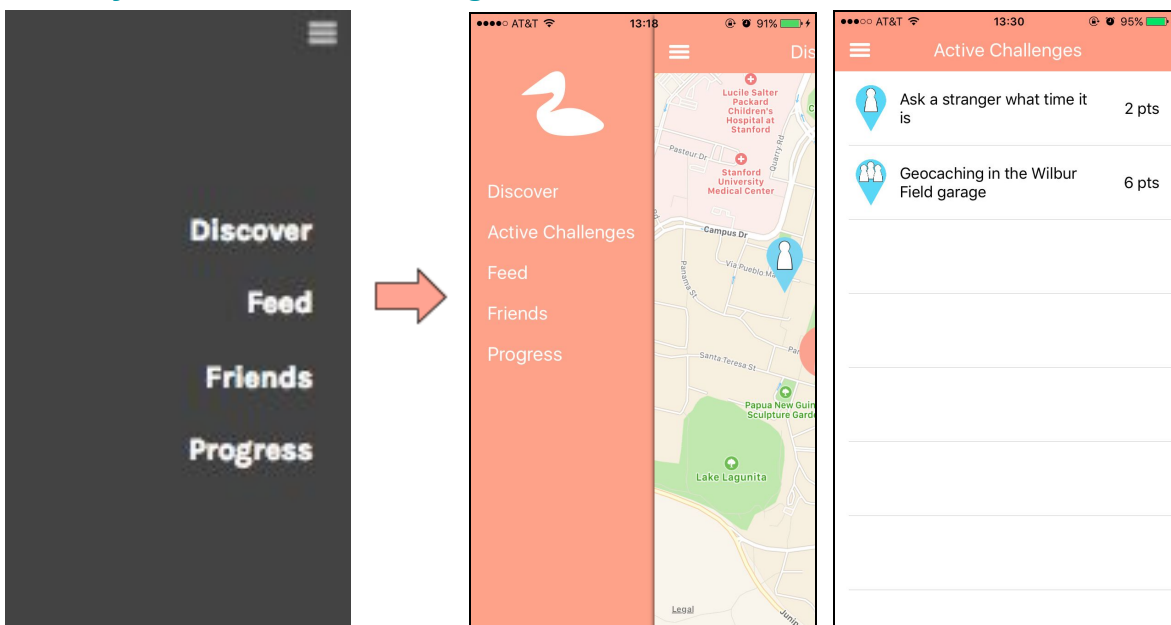 Discover
Feed
Friends
Progress
AT&T
13:18
91%
Dis
Discover
Active Challenges
Feed
Friends
Progress
Lucile Salter
Packard
Children's
Hospital at
Stanford
Pasteur Dr
Quarry Rd
Stanford
University
Medical Center
Campus Dr
Via Pueblo Ma
Panama St
Santa Teresa St
Papua New Guin
Sculpture Gard
Lake Lagunita
Legal
Junip
AT&T
13:30
95%
Active Challenges
Ask a stranger what time it
is
2 pts
Geocaching in the Wilbur
Field garage
6 pts